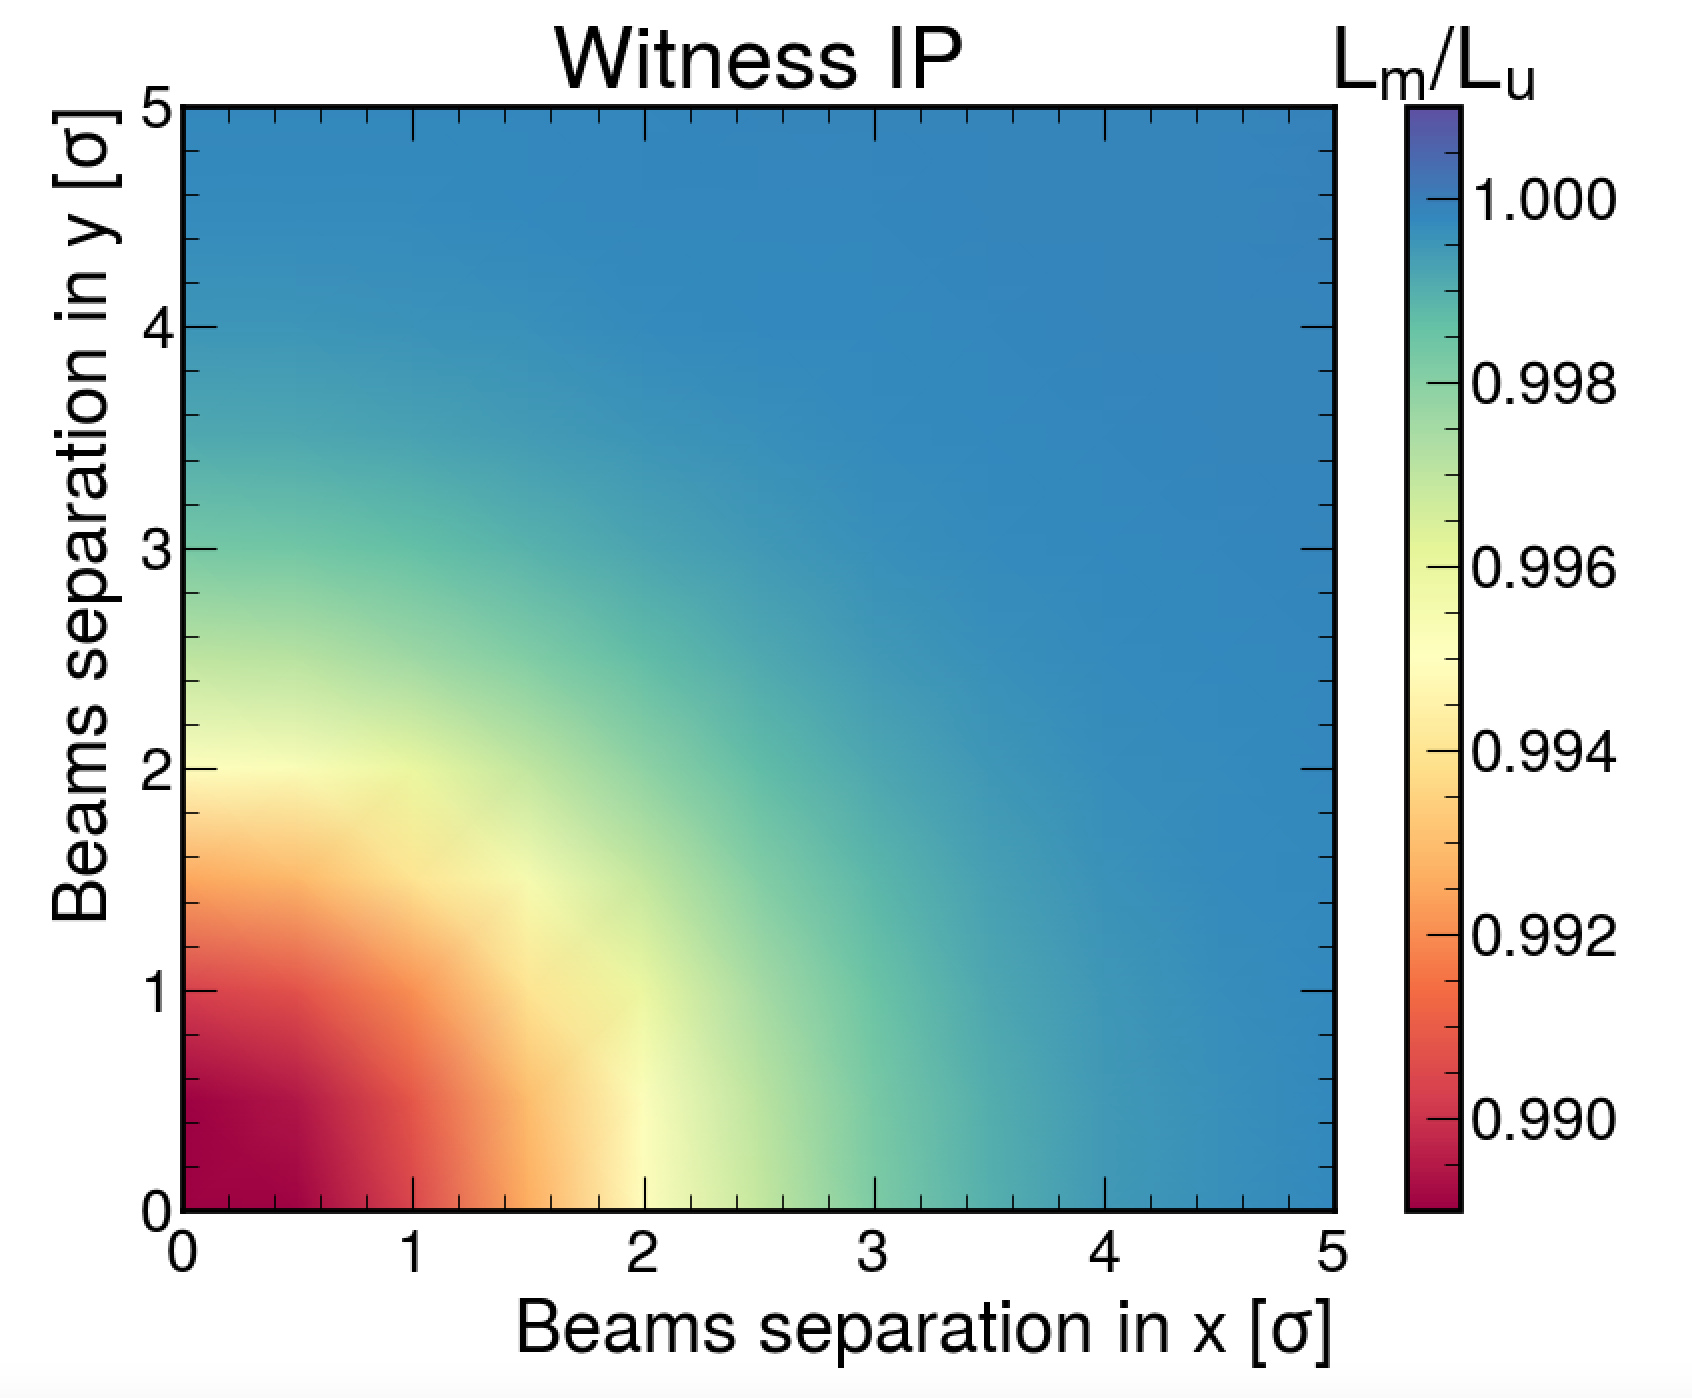 Witness IP
Lm/Lu
Beams separation in y [σ]
5
4
3
2
1
0
0 1 2 3 4 5
Beams separation in x [σ]
1.000
0.998
0.996
0.994
0.992
0.990